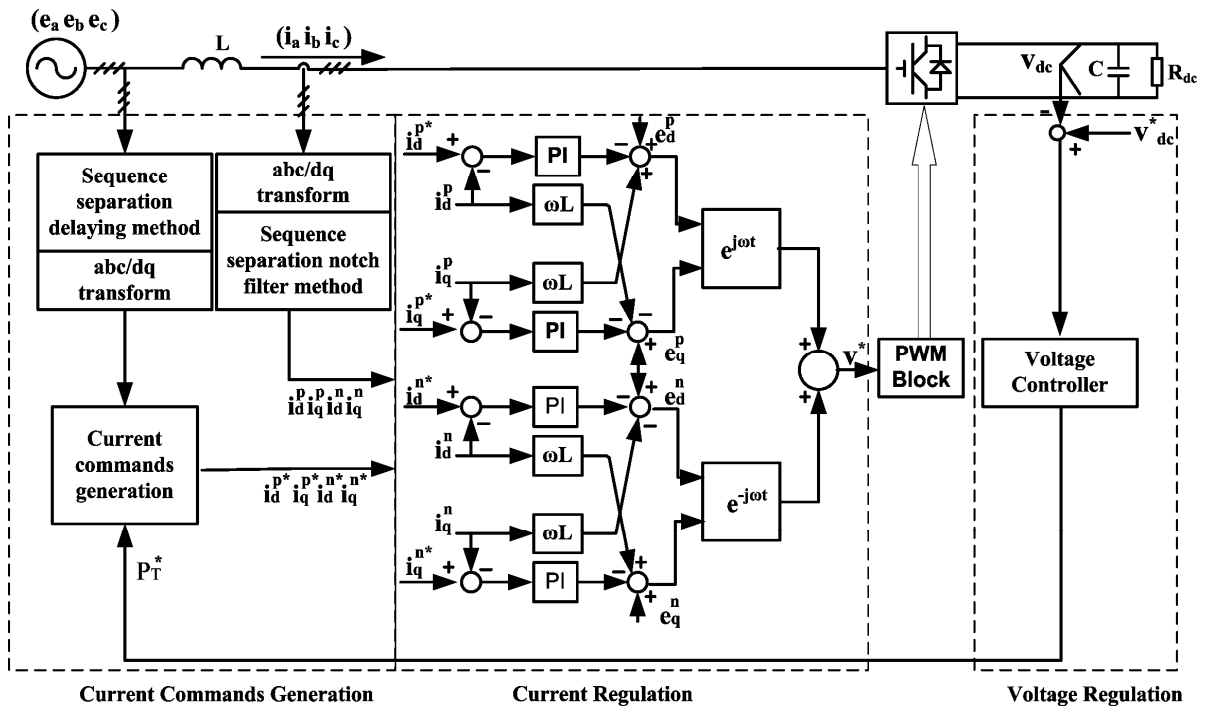 (e_a e_b e_c)
L
(i_a i_b i_c)
v_dc
C
R_dc
-
+
v*_dc
Sequence
separation
delaying method
abc/dq
transform
abc/dq
transform
Sequence
separation notch
filter method
i_d^p i_q^p i_d^n i_q^n
Current
commands
generation
i_d^p* i_q^p* i_d^n* i_q^n*
P_T^*
i_d^p*
+
-
PI
-
+
+
e_d^p
i_d^p
ωL
i_q^p
ωL
i_q^p*
+
-
PI
-
-
+
e_q^p
e^jωt
i_d^n*
+
-
PI
-
+
-
e_d^n
i_d^n
ωL
i_q^n
ωL
i_q^n*
+
-
PI
-
+
+
e_q^n
e^-jωt
+
+
v*
PWM
Block
Voltage
Controller
Current Commands Generation
Current Regulation
Voltage Regulation